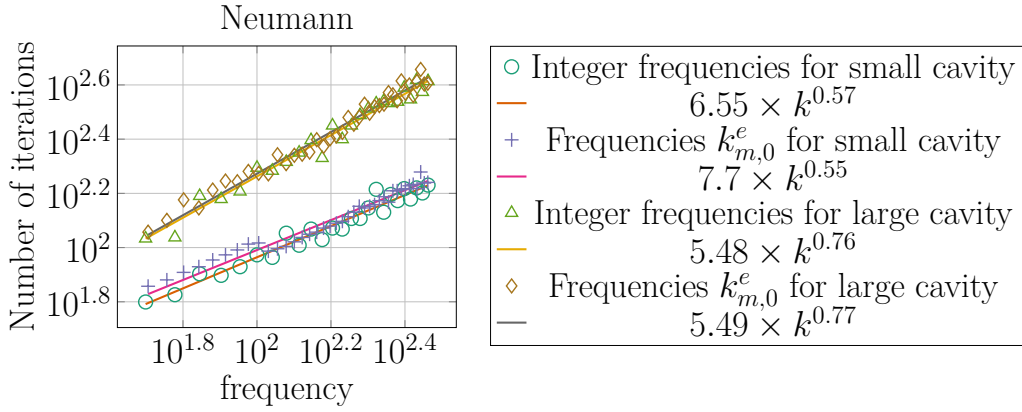 Neumann
Number of iterations
10^2.6
10^2.4
10^2.2
10^2
10^1.8
10^1.8 10^2 10^2.2 10^2.4
frequency
Integer frequencies for small cavity
6.55 × k^0.57
Frequencies k^e_m,0 for small cavity
7.7 × k^0.55
Integer frequencies for large cavity
5.48 × k^0.76
Frequencies k^e_m,0 for large cavity
5.49 × k^0.77